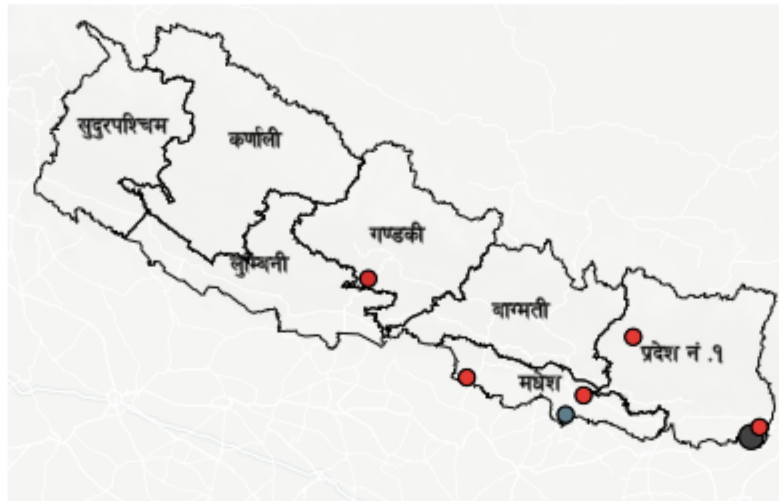 सुदुरपश्चिम
कर्णाली
गण्डकी
लुम्बिनी
बाग्मती
प्रदेश नं .१
मधेश